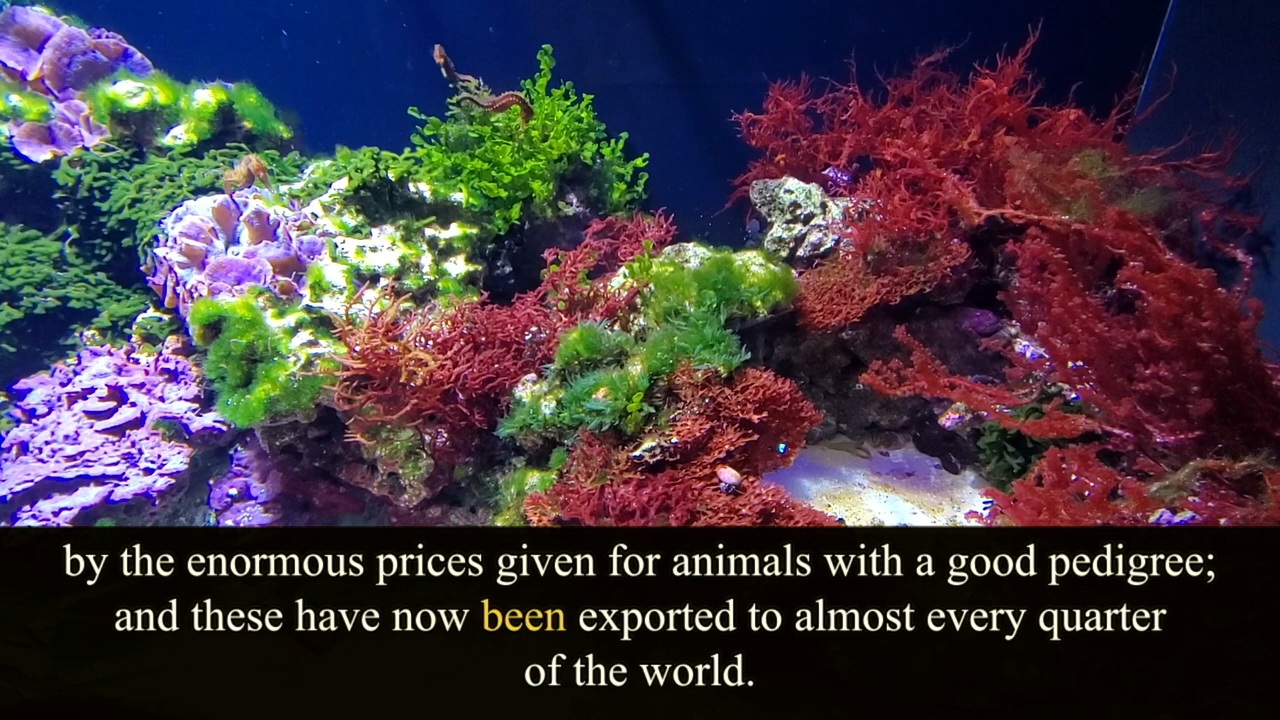 by the enormous prices given for animals with a good pedigree;
and these have now been exported to almost every quarter
of the world.